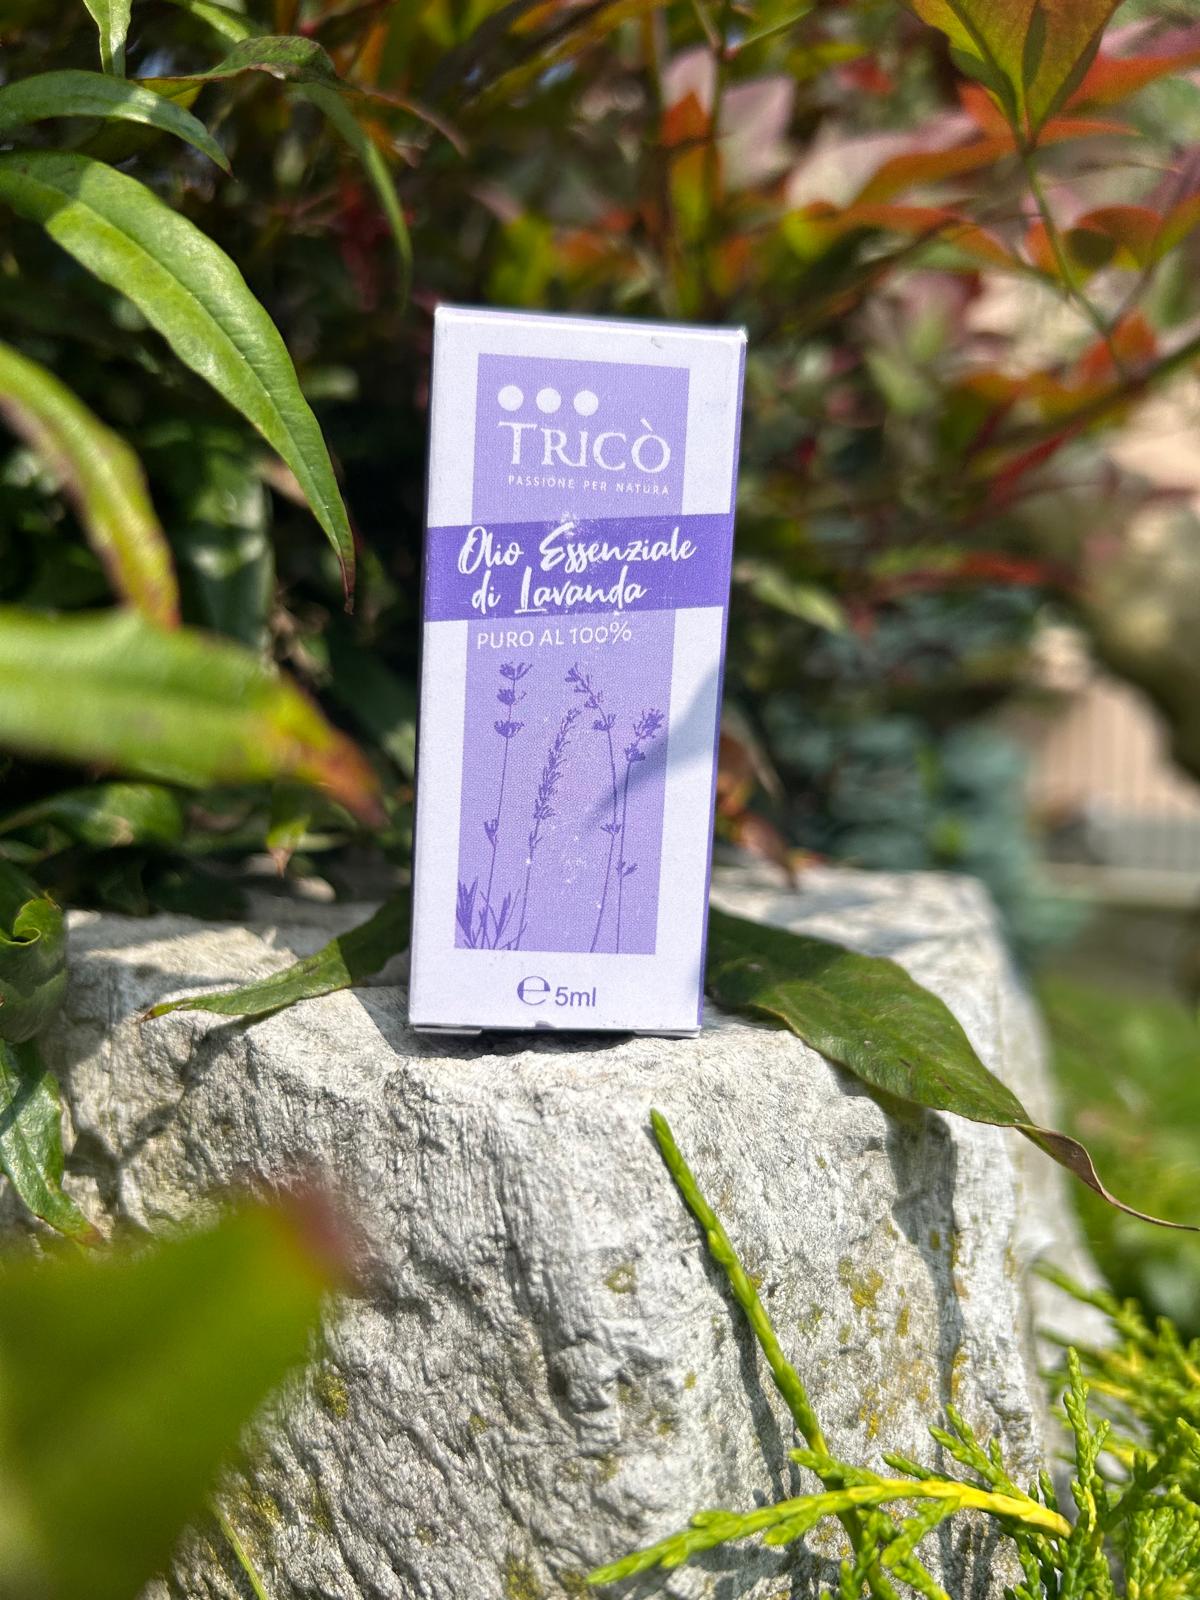 TRICÒ
PASSIONE PER NATURA
Olio Essenziale
di Lavanda
PURO AL 100%
℮ 5ml